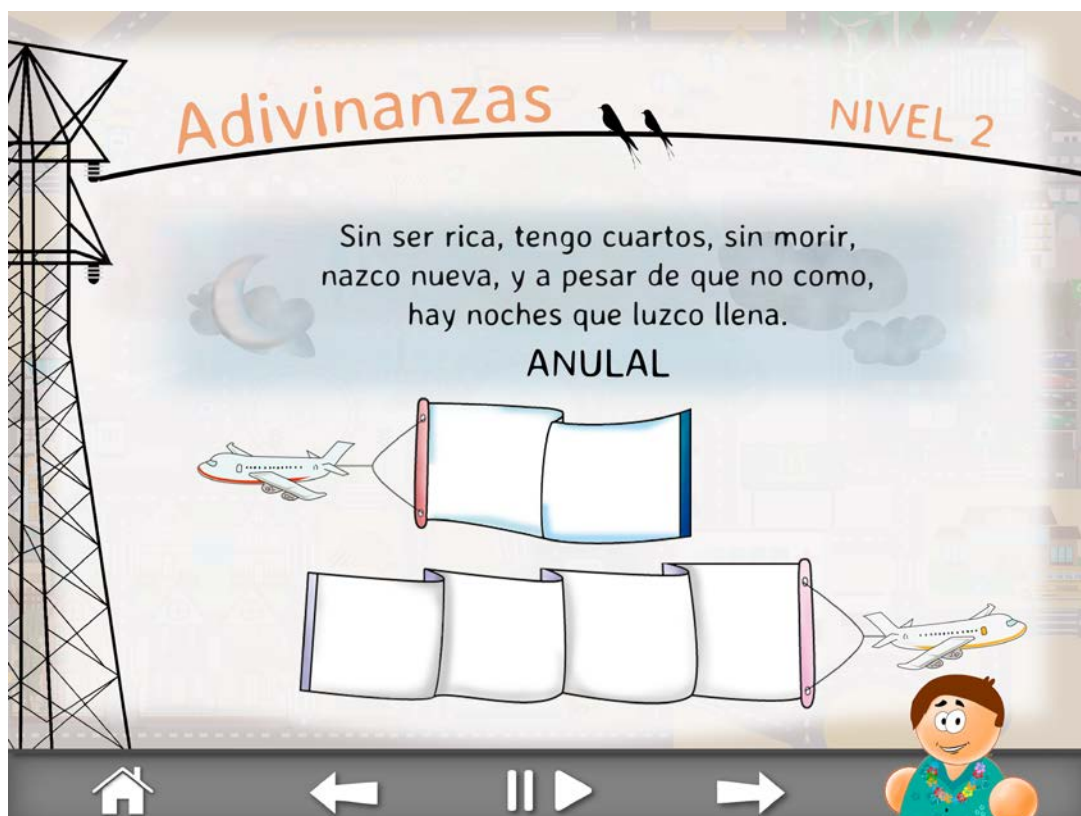 Adivinanzas
NIVEL 2
Sin ser rica, tengo cuartos, sin morir,
nazco nueva, y a pesar de que no como,
hay noches que luzco llena.
ANULAL